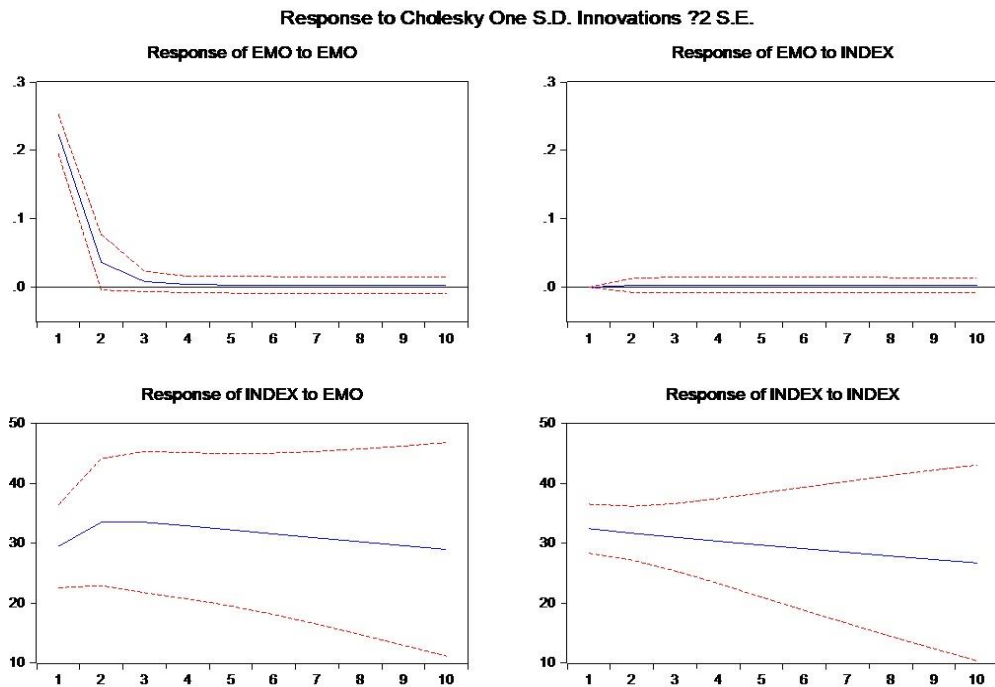 Response to Cholesky One S.D. Innovations ?2 S.E.
Response of EMO to EMO
.3
.2
.1
.0
1 2 3 4 5 6 7 8 9 10
Response of EMO to INDEX
.3
.2
.1
.0
1 2 3 4 5 6 7 8 9 10
Response of INDEX to EMO
50
40
30
20
10
1 2 3 4 5 6 7 8 9 10
Response of INDEX to INDEX
50
40
30
20
10
1 2 3 4 5 6 7 8 9 10